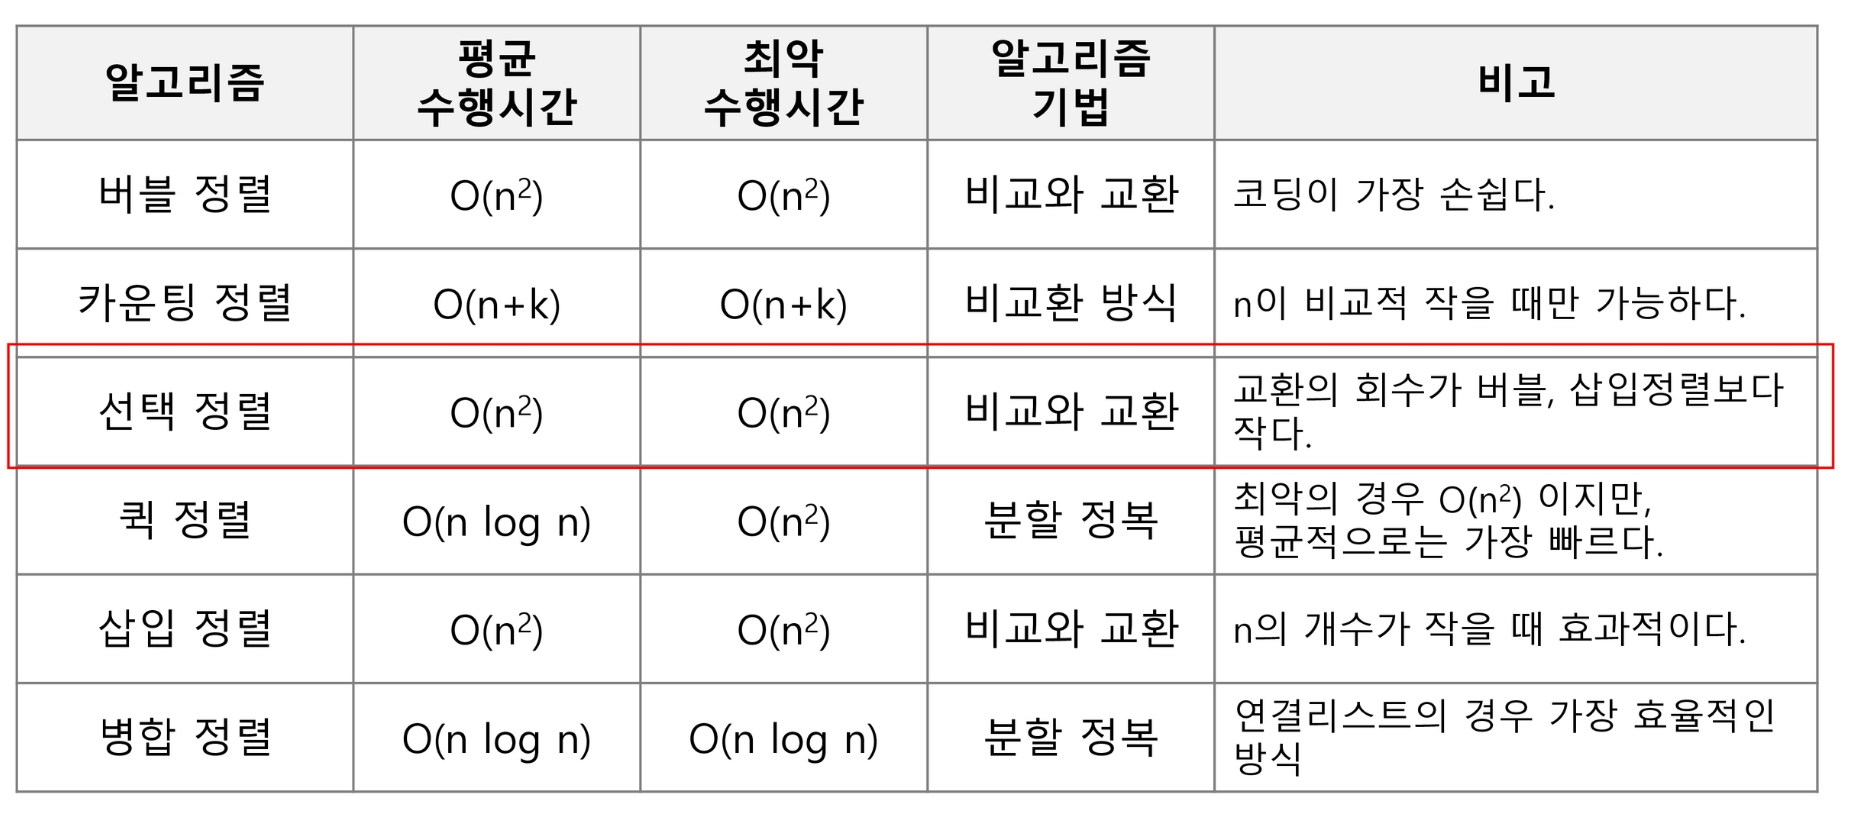 알고리즘
평균
수행시간
최악
수행시간
알고리즘
기법
비고
버블 정렬
O(n²)
O(n²)
비교와 교환
코딩이 가장 손쉽다.
카운팅 정렬
O(n+k)
O(n+k)
비교환 방식
n이 비교적 작을 때만 가능하다.
선택 정렬
O(n²)
O(n²)
비교와 교환
교환의 회수가 버블, 삽입정렬보다
작다.
퀵 정렬
O(n log n)
O(n²)
분할 정복
최악의 경우 O(n²) 이지만,
평균적으로는 가장 빠르다.
삽입 정렬
O(n²)
O(n²)
비교와 교환
n의 개수가 작을 때 효과적이다.
병합 정렬
O(n log n)
O(n log n)
분할 정복
연결리스트의 경우 가장 효율적인
방식